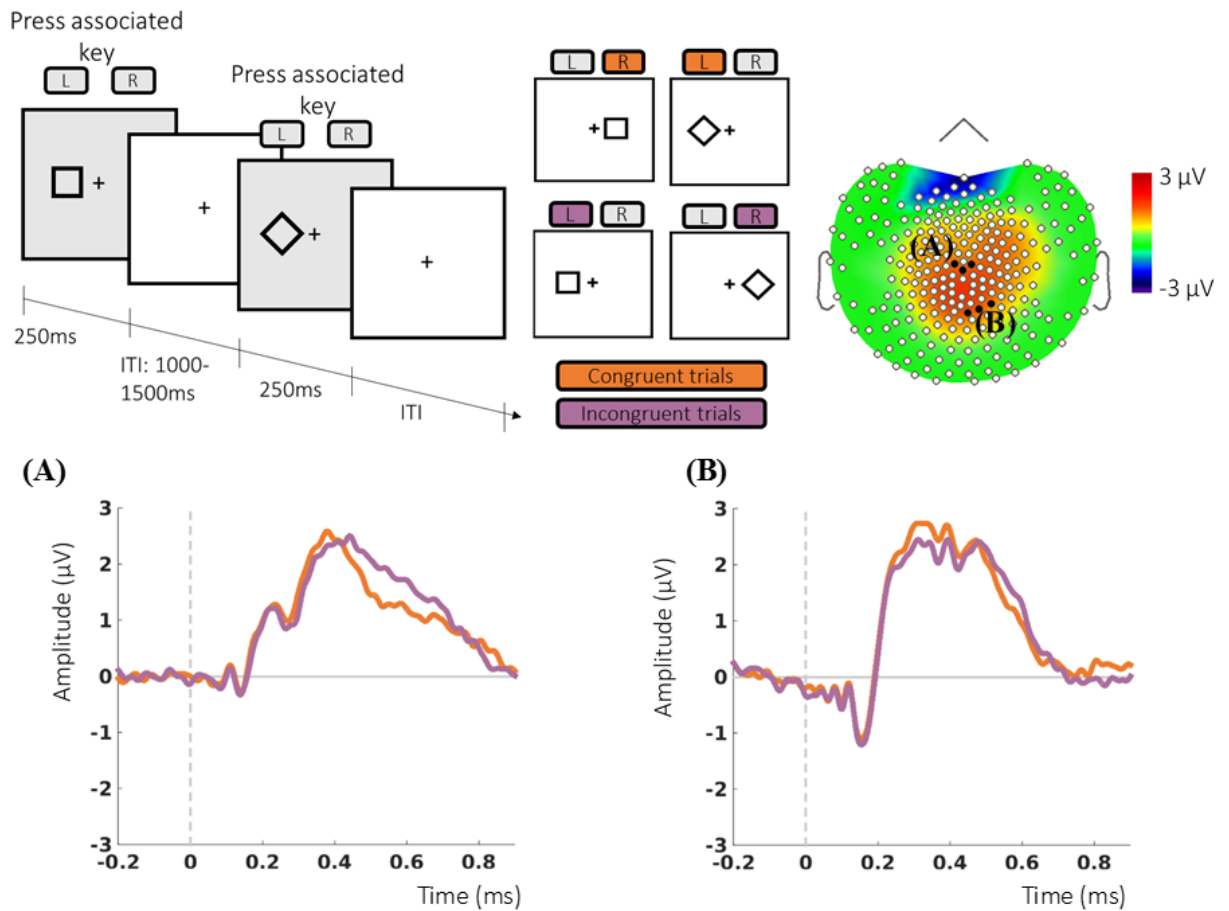 Press associated
key
L R
Press associated
key
L R
+
+
+
+
250ms
ITI: 1000-
1500ms
250ms
ITI
L R
L R
+
+
L R
L R
+
+
Congruent trials
Incongruent trials
(A)
(B)
3 µV
-3 µV
(A)
Amplitude (µV)
3
2
1
0
-1
-2
-3
-0.2 0 0.2 0.4 0.6 0.8
Time (ms)
(B)
Amplitude (µV)
3
2
1
0
-1
-2
-3
-0.2 0 0.2 0.4 0.6 0.8
Time (ms)